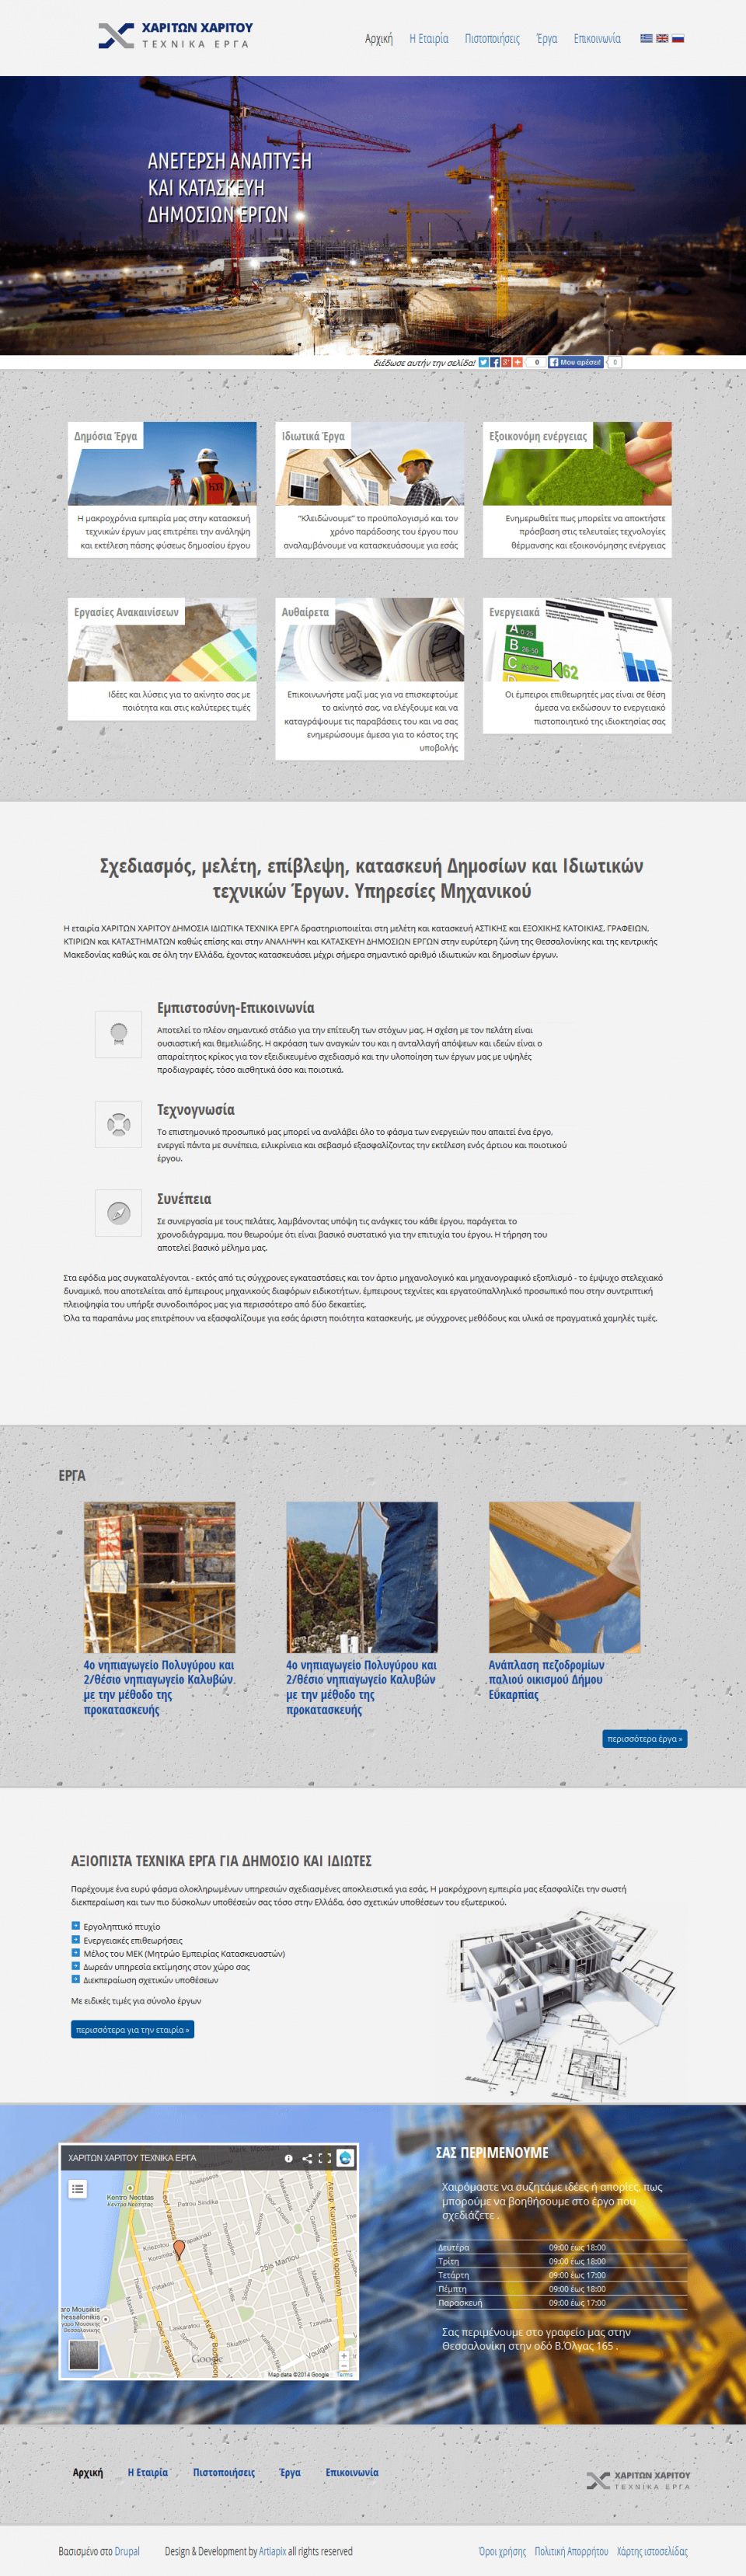 ΧΑΡΙΤΩΝ ΧΑΡΙΤΟΥ
ΤΕΧΝΙΚΑ ΕΡΓΑ
Αρχική Η Εταιρία Πιστοποιήσεις Έργα Επικοινωνία
ΑΝΕΓΕΡΣΗ ΑΝΑΠΤΥΞΗ
ΚΑΙ ΚΑΤΑΣΚΕΥΗ
ΔΗΜΟΣΙΩΝ ΕΡΓΩΝ
διέδωσε αυτήν την σελίδα! 0 Μου αρέσει! 0
Δημόσια Έργα
Η μακροχρόνια εμπειρία μας στην κατασκευή
τεχνικών έργων μας επιτρέπει την ανάληψη
και εκτέλεση πάσης φύσεως δημοσίου έργου
Ιδιωτικά Έργα
"Κλειδώνουμε" το προϋπολογισμό και τον
χρόνο παράδοσης του έργου που
αναλαμβάνουμε να κατασκευάσουμε για εσάς
Εξοικονόμη ενέργειας
Ενημερωθείτε πως μπορείτε να αποκτήστε
πρόσβαση στις τελευταίες τεχνολογίες
θέρμανσης και εξοικονόμησης ενέργειας
Εργασίες Ανακαινίσεων
Ιδέες και λύσεις για το ακίνητο σας με
ποιότητα και στις καλύτερες τιμές
Αυθαίρετα
Επικοινωνήστε μαζί μας για να επισκεφτούμε
το ακίνητό σας, να ελέγξουμε και να
καταγράψουμε τις παραβάσεις του και να σας
ενημερώσουμε άμεσα για το κόστος της
υποβολής
Ενεργειακά
A 0-25
B 26-50
C
D
62
Οι έμπειροι επιθεωρητές μας είναι σε θέση
άμεσα να εκδώσουν το ενεργειακό
πιστοποιητικό της ιδιοκτησίας σας
Σχεδιασμός, μελέτη, επίβλεψη, κατασκευή Δημοσίων και Ιδιωτικών
τεχνικών Έργων. Υπηρεσίες Μηχανικού
Η εταιρία ΧΑΡΙΤΩΝ ΧΑΡΙΤΟΥ ΔΗΜΟΣΙΑ ΙΔΙΩΤΙΚΑ ΤΕΧΝΙΚΑ ΕΡΓΑ δραστηριοποιείται στη μελέτη και κατασκευή ΑΣΤΙΚΗΣ και ΕΞΟΧΙΚΗΣ ΚΑΤΟΙΚΙΑΣ, ΓΡΑΦΕΙΩΝ,
ΚΤΙΡΙΩΝ και ΚΑΤΑΣΤΗΜΑΤΩΝ καθώς επίσης και στην ΑΝΑΛΗΨΗ και ΚΑΤΑΣΚΕΥΗ ΔΗΜΟΣΙΩΝ ΕΡΓΩΝ στην ευρύτερη ζώνη της Θεσσαλονίκης και της κεντρικής
Μακεδονίας καθώς και σε όλη την Ελλάδα, έχοντας κατασκευάσει μέχρι σήμερα σημαντικό αριθμό ιδιωτικών και δημοσίων έργων.
Εμπιστοσύνη-Επικοινωνία
Αποτελεί το πλέον σημαντικό στάδιο για την επίτευξη των στόχων μας. Η σχέση με τον πελάτη είναι
ουσιαστική και θεμελιώδης. Η ακρόαση των αναγκών του και η ανταλλαγή απόψεων και ιδεών είναι ο
απαραίτητος κρίκος για τον εξειδικευμένο σχεδιασμό και την υλοποίηση των έργων μας με υψηλές
προδιαγραφές, τόσο αισθητικά όσο και ποιοτικά.
Τεχνογνωσία
Το επιστημονικό προσωπικό μας μπορεί να αναλάβει όλο το φάσμα των ενεργειών που απαιτεί ένα έργο,
ενεργεί πάντα με συνέπεια, ειλικρίνεια και σεβασμό εξασφαλίζοντας την εκτέλεση ενός άρτιου και ποιοτικού
έργου.
Συνέπεια
Σε συνεργασία με τους πελάτες, λαμβάνοντας υπόψη τις ανάγκες του κάθε έργου, παράγεται το
χρονοδιάγραμμα, που θεωρούμε ότι είναι βασικό συστατικό για την επιτυχία του έργου. Η τήρηση του
αποτελεί βασικό μέλημα μας.
Στα εφόδια μας συγκαταλέγονται - εκτός από τις σύγχρονες εγκαταστάσεις και τον άρτιο μηχανολογικό και μηχανογραφικό εξοπλισμό - το έμψυχο στελεχιακό
δυναμικό, που αποτελείται από έμπειρους μηχανικούς διαφόρων ειδικοτήτων, έμπειρους τεχνίτες και εργατοϋπαλληλικό προσωπικό που στην συντριπτική
πλειοψηφία του υπήρξε συνοδοιπόρος μας για περισσότερο από δύο δεκαετίες.
Όλα τα παραπάνω μας επιτρέπουν να εξασφαλίζουμε για εσάς άριστη ποιότητα κατασκευής, με σύγχρονες μεθόδους και υλικά σε πραγματικά χαμηλές τιμές.
ΕΡΓΑ
4ο νηπιαγωγείο Πολυγύρου και
2/θέσιο νηπιαγωγείο Καλυβών
με την μέθοδο της
προκατασκευής
4ο νηπιαγωγείο Πολυγύρου και
2/θέσιο νηπιαγωγείο Καλυβών
με την μέθοδο της
προκατασκευής
Ανάπλαση πεζοδρομίων
παλιού οικισμού Δήμου
Εύκαρπίας
περισσότερα έργα »
ΑΞΙΟΠΙΣΤΑ ΤΕΧΝΙΚΑ ΕΡΓΑ ΓΙΑ ΔΗΜΟΣΙΟ ΚΑΙ ΙΔΙΩΤΕΣ
Παρέχουμε ένα ευρύ φάσμα ολοκληρωμένων υπηρεσιών σχεδιασμένες αποκλειστικά για εσάς. Η μακρόχρονη εμπειρία μας εξασφαλίζει την σωστή
διεκπεραίωση και των πιο δύσκολων υποθέσεών σας τόσο στην Ελλάδα, όσο σχετικών υποθέσεων του εξωτερικού.
Εργοληπτικό πτυχίο
Ενεργειακές επιθεωρήσεις
Μέλος του ΜΕΚ (Μητρώο Εμπειρίας Κατασκευαστών)
Δωρεάν υπηρεσία εκτίμησης στον χώρο σας
Διεκπεραίωση σχετικών υποθέσεων
Με ειδικές τιμές για σύνολο έργων
περισσότερα για την εταιρία »
ΧΑΡΙΤΩΝ ΧΑΡΙΤΟΥ ΤΕΧΝΙΚΑ ΕΡΓΑ
Kentro Neotitas
25is Martiou
Voulgari
Google
Map data ©2014 Google Terms
ΣΑΣ ΠΕΡΙΜΕΝΟΥΜΕ
Χαιρόμαστε να συζητάμε ιδέες ή απορίες, πως
μπορούμε να βοηθήσουμε στο έργο που
σχεδιάζετε .
Δευτέρα 09:00 έως 18:00
Τρίτη 09:00 έως 18:00
Τετάρτη 09:00 έως 17:00
Πέμπτη 09:00 έως 18:00
Παρασκευή 09:00 έως 17:00
Σας περιμένουμε στο γραφείο μας στην
Θεσσαλονίκη στην οδό Β.Όλγας 165 .
Αρχική Η Εταιρία Πιστοποιήσεις Έργα Επικοινωνία
ΧΑΡΙΤΩΝ ΧΑΡΙΤΟΥ
ΤΕΧΝΙΚΑ ΕΡΓΑ
Βασισμένο στο Drupal Design & Development by Artlapix all rights reserved Όροι χρήσης Πολιτική Απορρήτου Χάρτης ιστοσελίδας